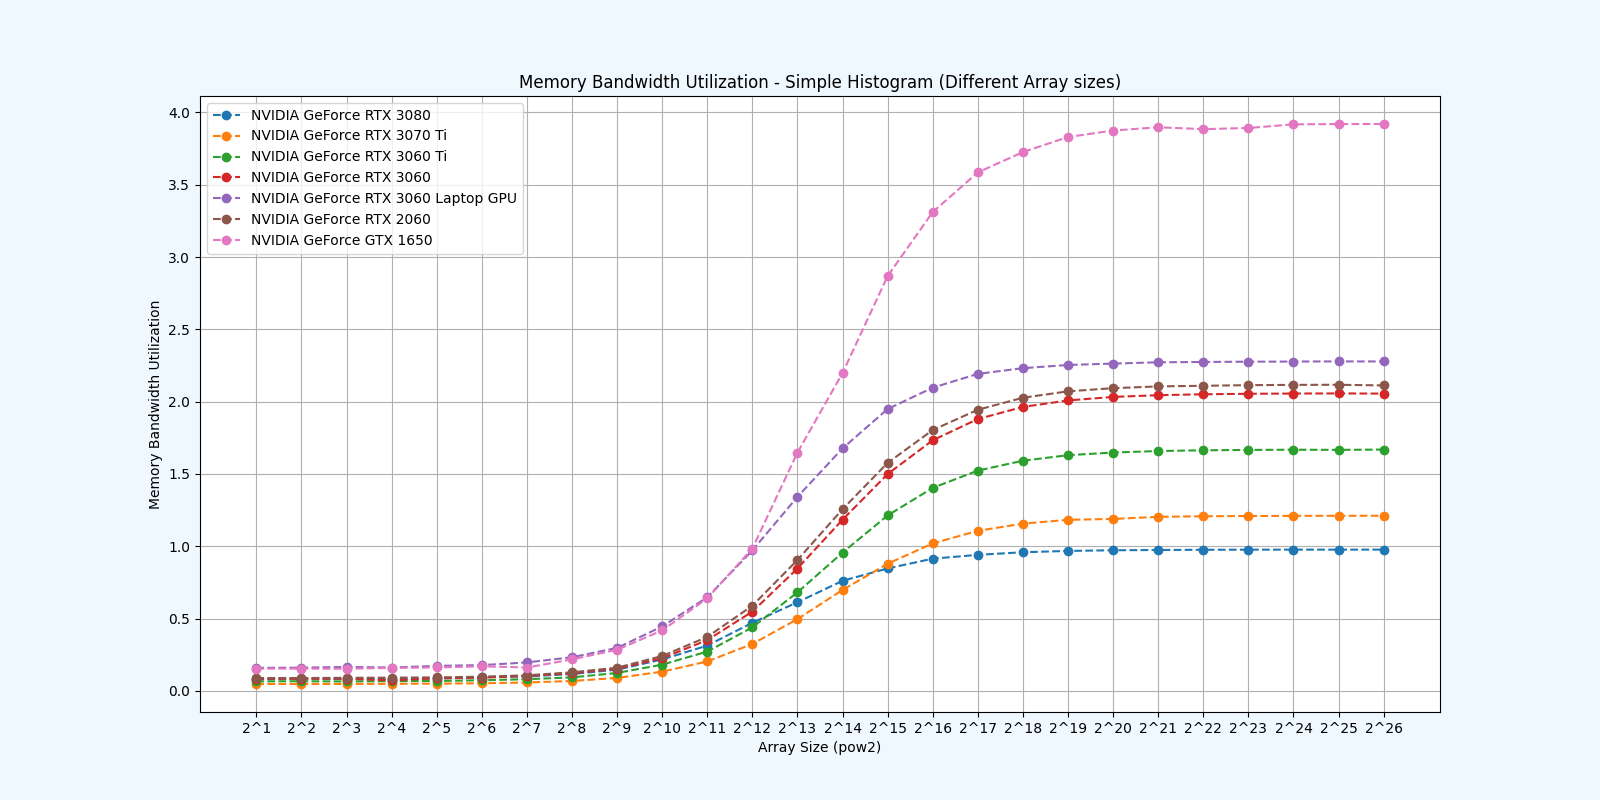 Memory Bandwidth Utilization - Simple Histogram (Different Array sizes)
NVIDIA GeForce RTX 3080
NVIDIA GeForce RTX 3070 Ti
NVIDIA GeForce RTX 3060 Ti
NVIDIA GeForce RTX 3060
NVIDIA GeForce RTX 3060 Laptop GPU
NVIDIA GeForce RTX 2060
NVIDIA GeForce GTX 1650
Memory Bandwidth Utilization
4.0
3.5
3.0
2.5
2.0
1.5
1.0
0.5
0.0
2^1 2^2 2^3 2^4 2^5 2^6 2^7 2^8 2^9 2^10 2^11 2^12 2^13 2^14 2^15 2^16 2^17 2^18 2^19 2^20 2^21 2^22 2^23 2^24 2^25 2^26
Array Size (pow2)